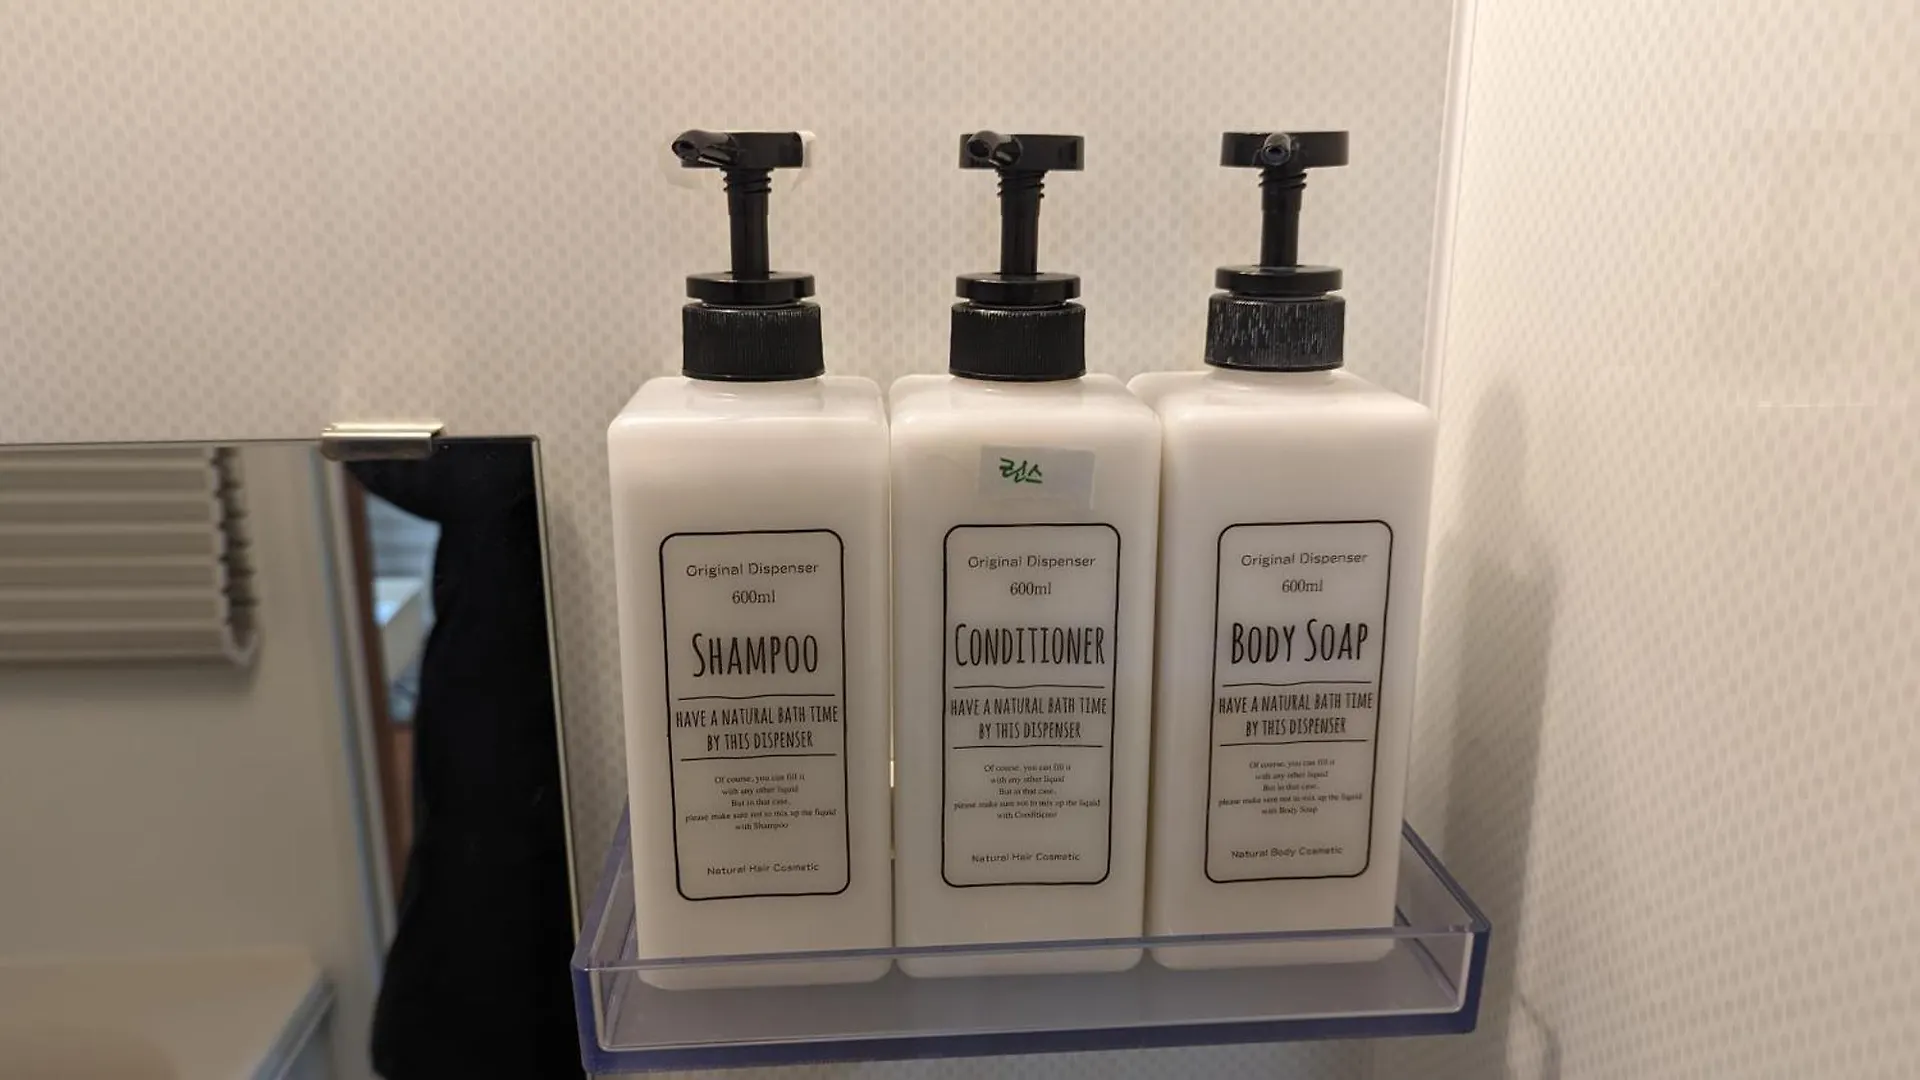 Original Dispenser
600ml
SHAMPOO
HAVE A NATURAL BATH TIME
BY THIS DISPENSER
Of course, you can fill it
with any other liquid
But in that case,
please make sure not to mix up the liquid
with Shampoo
Natural Hair Cosmetic
린스
Original Dispenser
600ml
CONDITIONER
HAVE A NATURAL BATH TIME
BY THIS DISPENSER
Of course, you can fill it
with any other liquid
But in that case,
please make sure not to mix up the liquid
with Conditioner
Natural Hair Cosmetic
Original Dispenser
600ml
BODY SOAP
HAVE A NATURAL BATH TIME
BY THIS DISPENSER
Of course, you can fill it
with any other liquid
But in that case,
please make sure not to mix up the liquid
with Body Soap
Natural Body Cosmetic